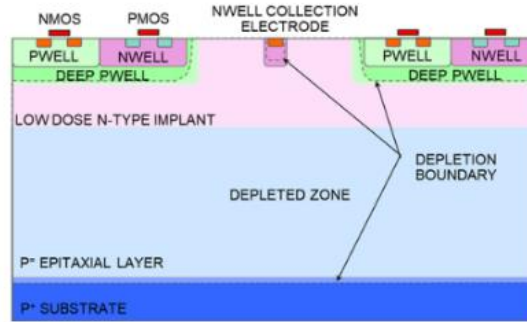 NMOS PMOS NWELL COLLECTION
ELECTRODE
PWELL NWELL PWELL NWELL
DEEP PWELL DEEP PWELL
LOW DOSE N-TYPE IMPLANT
DEPLETION
BOUNDARY
DEPLETED ZONE
P⁼ EPITAXIAL LAYER
P⁺ SUBSTRATE